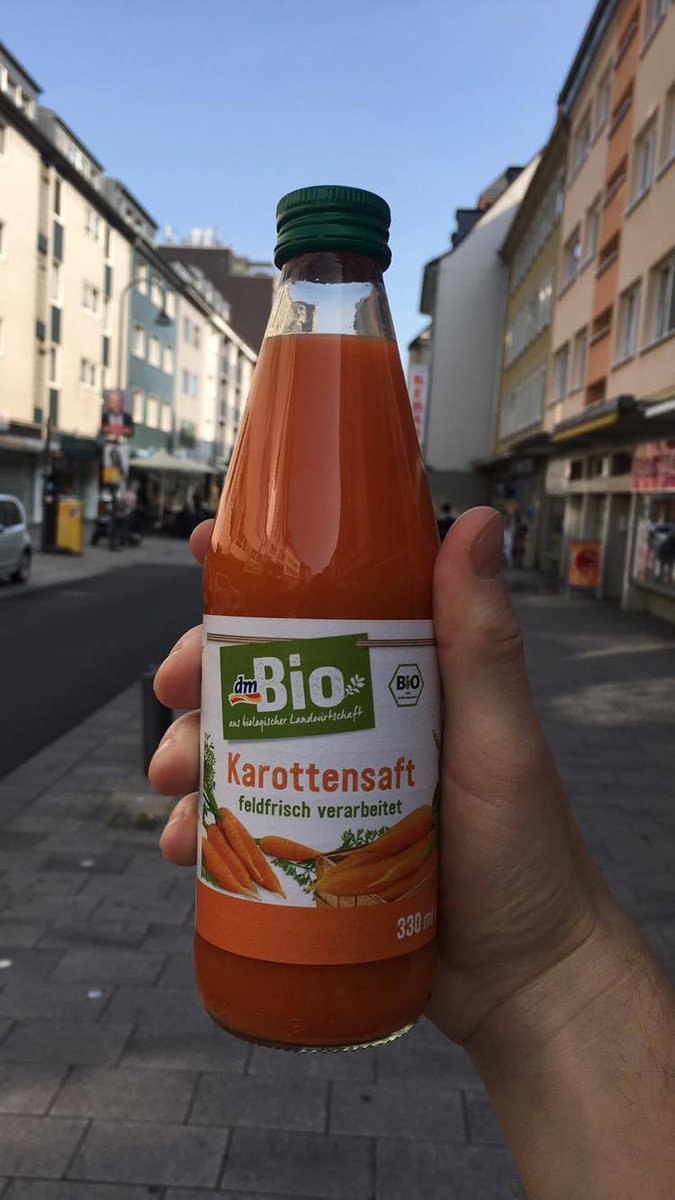 dm
Bio
aus biologischer Landwirtschaft
BIO
Karottensaft
feldfrisch verarbeitet
330 ml